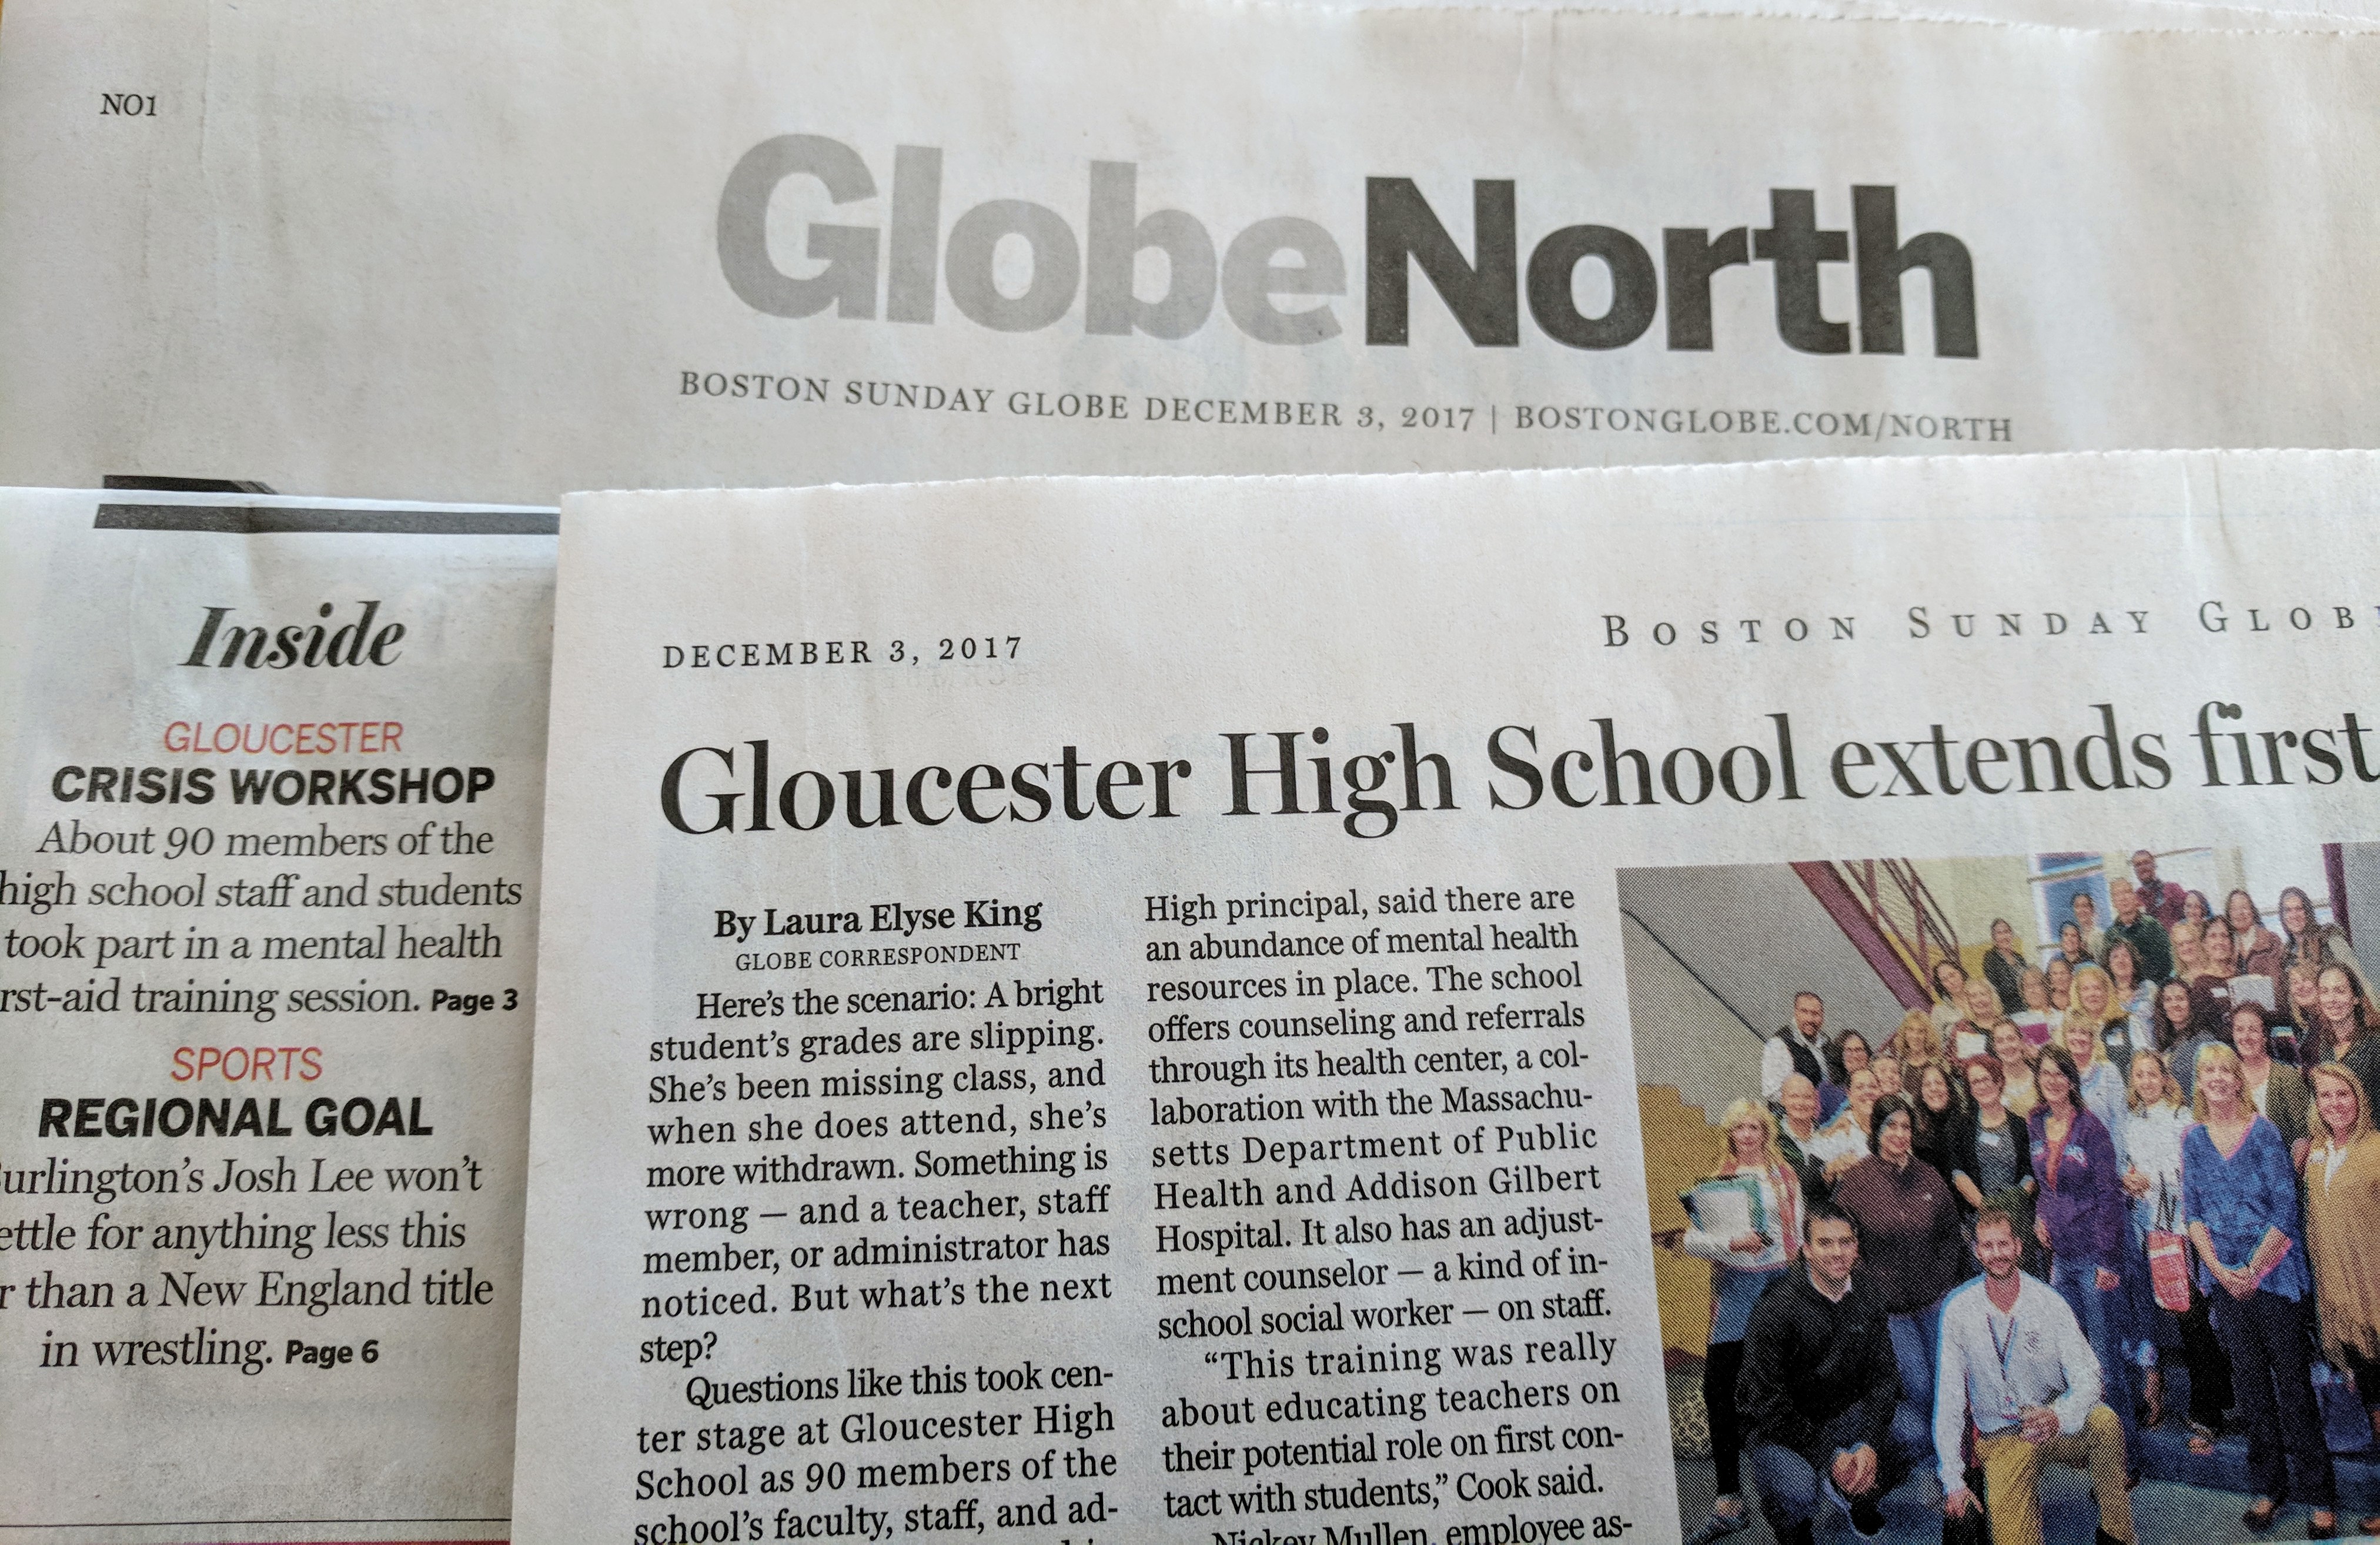 NO1
GlobeNorth
BOSTON SUNDAY GLOBE DECEMBER 3, 2017 | BOSTONGLOBE.COM/NORTH
Inside
GLOUCESTER
CRISIS WORKSHOP
About 90 members of the
high school staff and students
took part in a mental health
rst-aid training session. Page 3
SPORTS
REGIONAL GOAL
urlington's Josh Lee won't
ettle for anything less this
r than a New England title
in wrestling. Page 6
DECEMBER 3, 2017
BOSTON SUNDAY GLOB
Gloucester High School extends first
By Laura Elyse King
GLOBE CORRESPONDENT
Here's the scenario: A bright
student's grades are slipping.
She's been missing class, and
when she does attend, she's
more withdrawn. Something is
wrong — and a teacher, staff
member, or administrator has
noticed. But what's the next
step?
Questions like this took cen-
ter stage at Gloucester High
School as 90 members of the
school's faculty, staff, and ad-
High principal, said there are
an abundance of mental health
resources in place. The school
offers counseling and referrals
through its health center, a col-
laboration with the Massachu-
setts Department of Public
Health and Addison Gilbert
Hospital. It also has an adjust-
ment counselor — a kind of in-
school social worker — on staff.
"This training was really
about educating teachers on
their potential role on first con-
tact with students," Cook said.
Nickey Mullen, employee as-